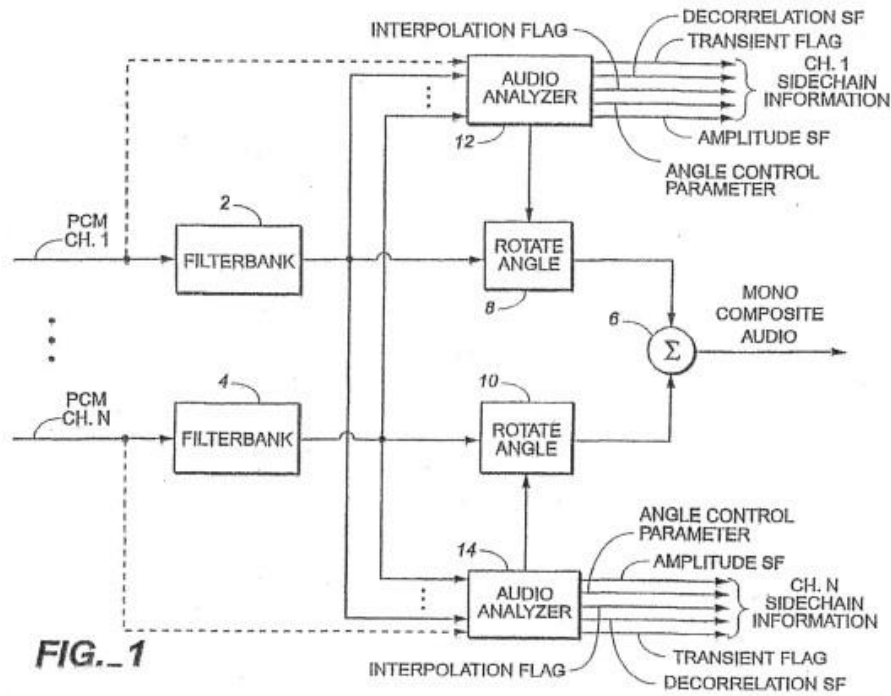 DECORRELATION SF
INTERPOLATION FLAG
TRANSIENT FLAG
CH. 1
SIDECHAIN
INFORMATION
AUDIO
ANALYZER
12
AMPLITUDE SF
ANGLE CONTROL
PARAMETER
PCM
CH. 1
2
FILTERBANK
ROTATE
ANGLE
8
MONO
COMPOSITE
AUDIO
6
Σ
PCM
CH. N
4
FILTERBANK
10
ROTATE
ANGLE
ANGLE CONTROL
PARAMETER
14
AMPLITUDE SF
AUDIO
ANALYZER
CH. N
SIDECHAIN
INFORMATION
TRANSIENT FLAG
INTERPOLATION FLAG
DECORRELATION SF
FIG._1